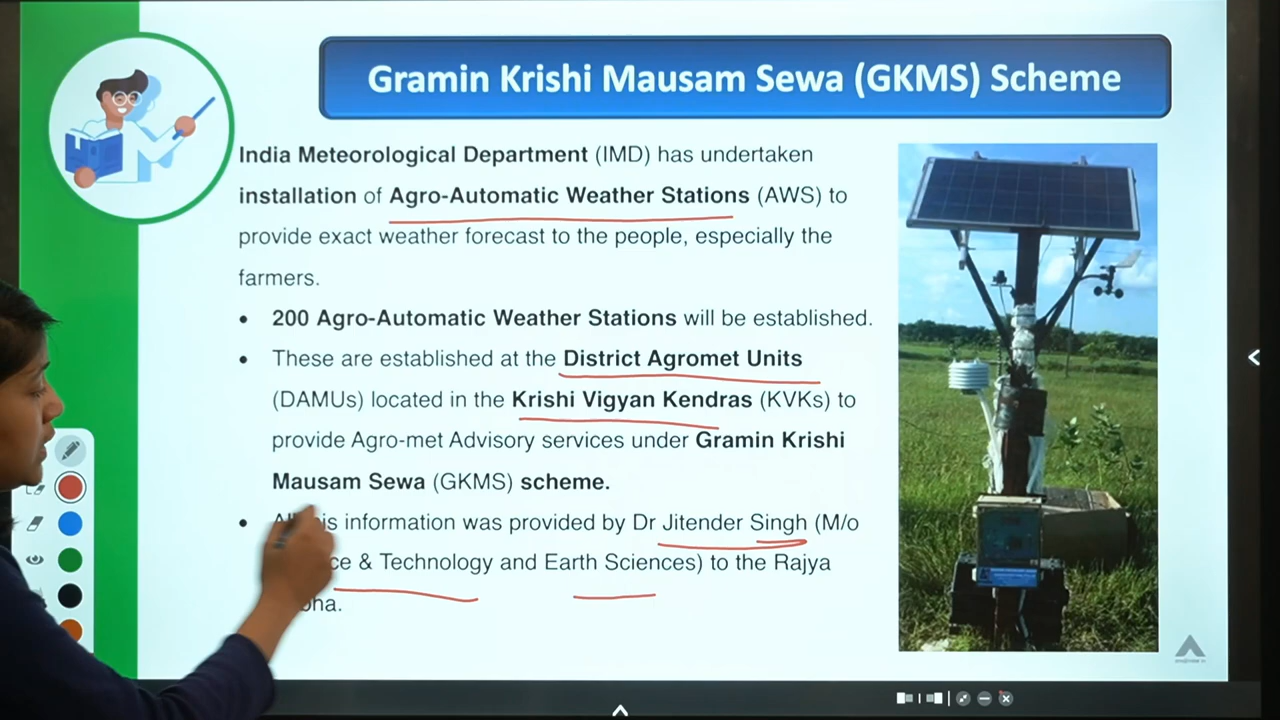 Gramin Krishi Mausam Sewa (GKMS) Scheme
India Meteorological Department (IMD) has undertaken
installation of Agro-Automatic Weather Stations (AWS) to
provide exact weather forecast to the people, especially the
farmers.
• 200 Agro-Automatic Weather Stations will be established.
• These are established at the District Agromet Units
(DAMUs) located in the Krishi Vigyan Kendras (KVKs) to
provide Agro-met Advisory services under Gramin Krishi
Mausam Sewa (GKMS) scheme.
• information was provided by Dr Jitender Singh (M/o
& Technology and Earth Sciences) to the Rajya